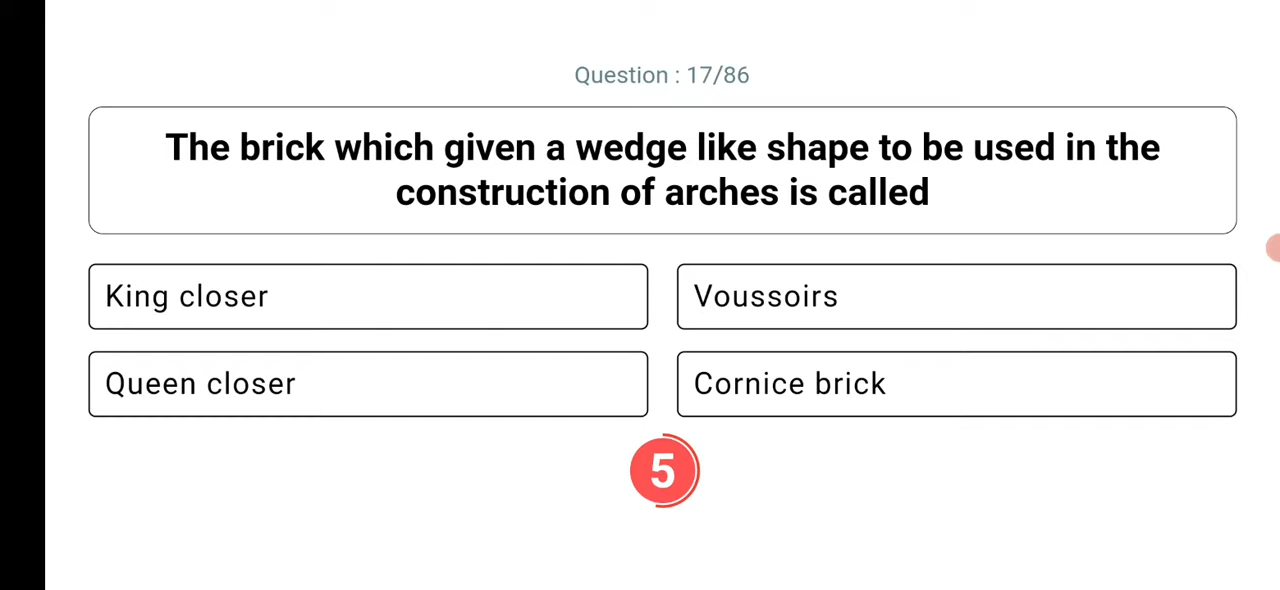 Question : 17/86
The brick which given a wedge like shape to be used in the
construction of arches is called
King closer
Voussoirs
Queen closer
Cornice brick
5